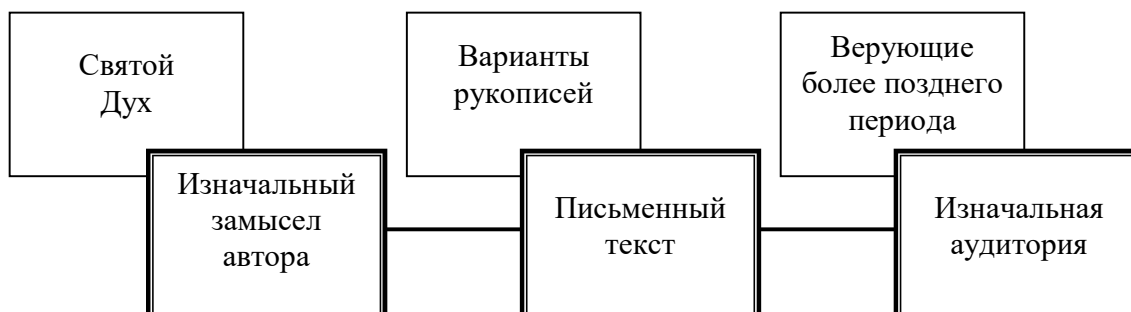 Святой
Дух
Варианты
рукописей
Верующие
более позднего
периода
Изначальный
замысел
автора
Письменный
текст
Изначальная
аудитория